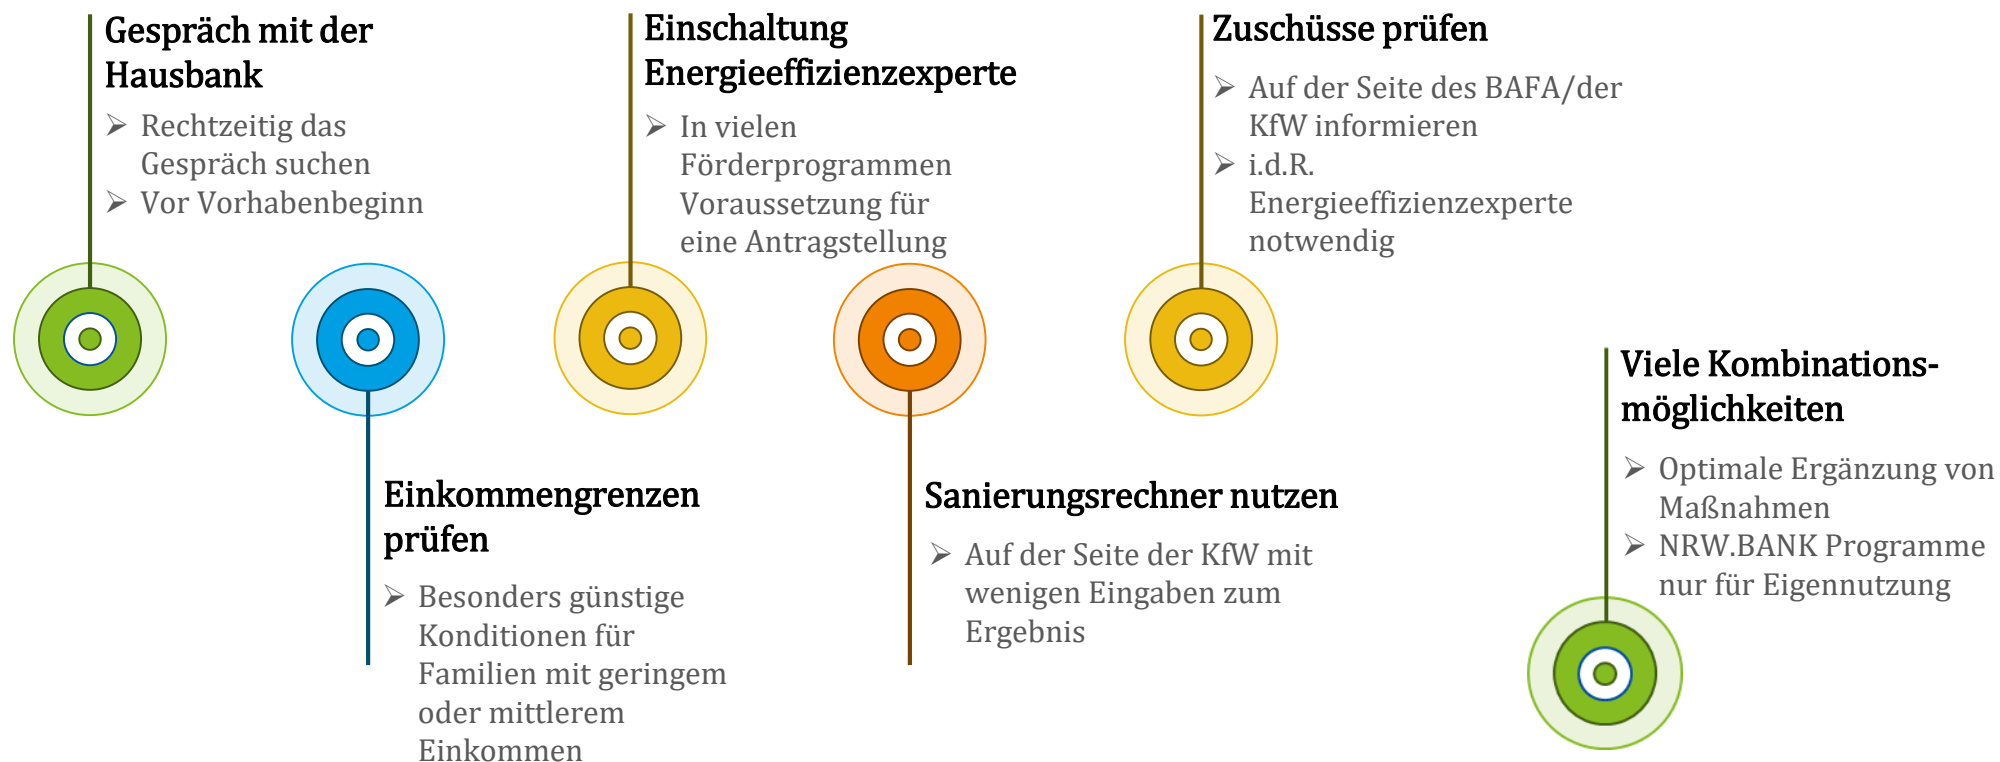 Gespräch mit der
Hausbank
➢ Rechtzeitig das
Gespräch suchen
➢ Vor Vorhabenbeginn
Einkommengrenzen
prüfen
➢ Besonders günstige
Konditionen für
Familien mit geringem
oder mittlerem
Einkommen
Einschaltung
Energieeffizienzexperte
➢ In vielen
Förderprogrammen
Voraussetzung für
eine Antragstellung
Sanierungsrechner nutzen
➢ Auf der Seite der KfW mit
wenigen Eingaben zum
Ergebnis
Zuschüsse prüfen
➢ Auf der Seite des BAFA/der
KfW informieren
➢ i.d.R.
Energieeffizienzexperte
notwendig
Viele Kombinations-
möglichkeiten
➢ Optimale Ergänzung von
Maßnahmen
➢ NRW.BANK Programme
nur für Eigennutzung